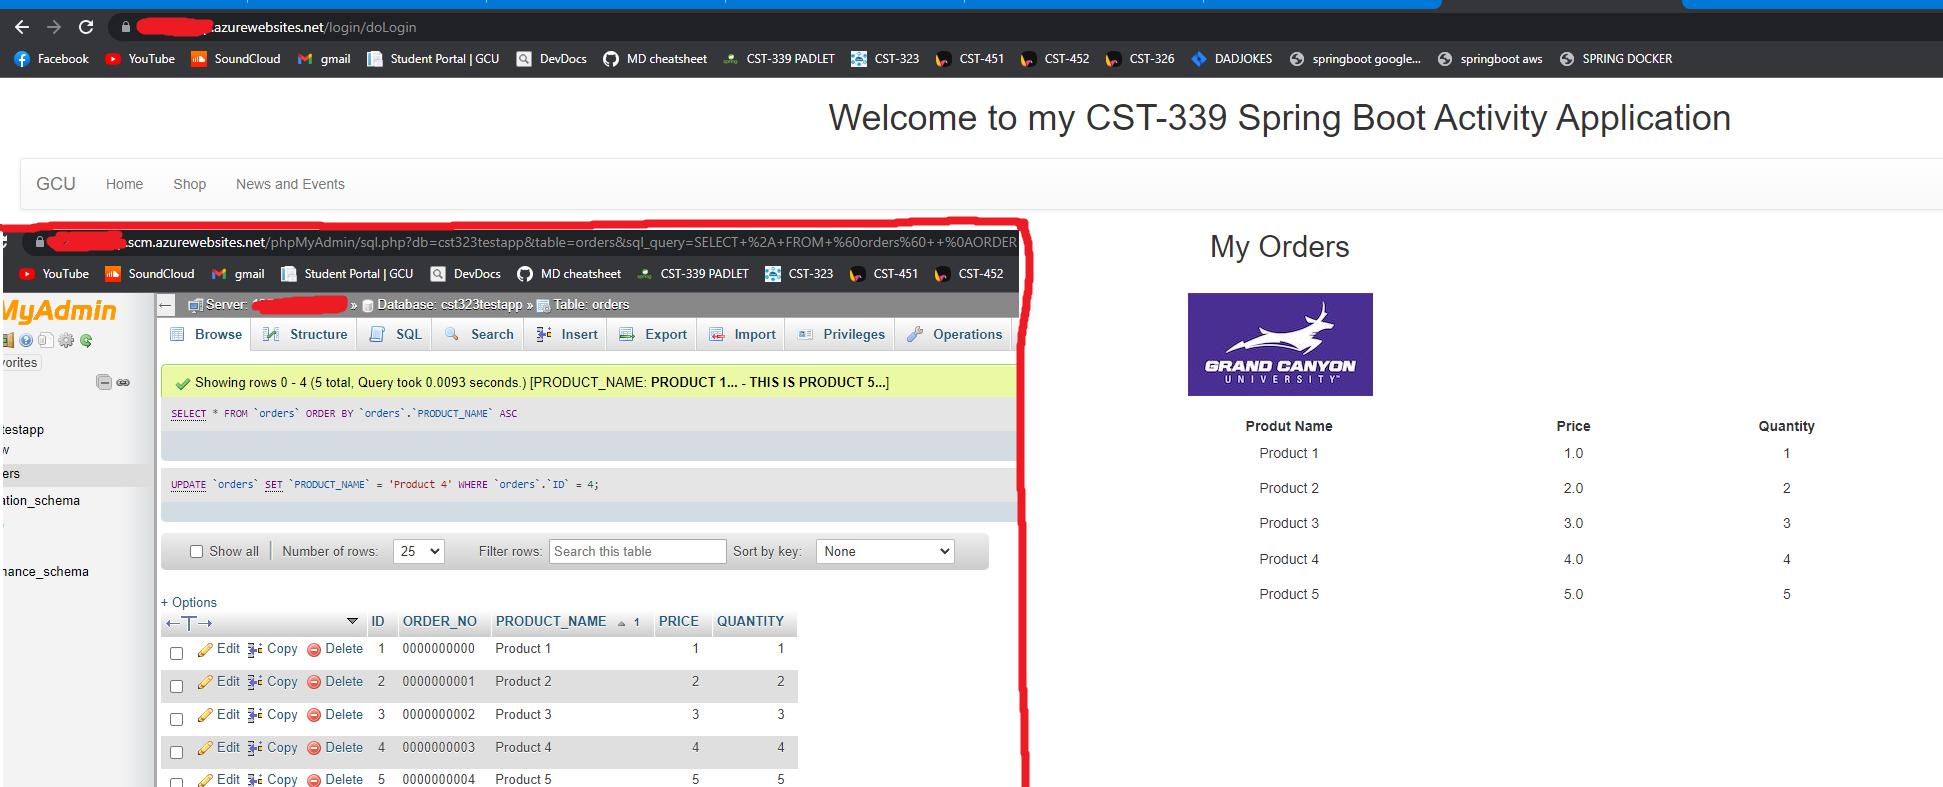 .azurewebsites.net/login/doLogin
Facebook YouTube SoundCloud gmail Student Portal | GCU DevDocs MD cheatsheet CST-339 PADLET CST-323 CST-451 CST-452 CST-326 DADJOKES springboot google... springboot aws SPRING DOCKER
Welcome to my CST-339 Spring Boot Activity Application
GCU Home Shop News and Events
.scm.azurewebsites.net/phpMyAdmin/sql.php?db=cst323testapp&table=orders&sql_query=SELECT+%2A+FROM+%60orders%60++%0AORDER
YouTube SoundCloud gmail Student Portal | GCU DevDocs MD cheatsheet CST-339 PADLET CST-323 CST-451 CST-452
MyAdmin
vorites
testapp
w
ers
ation_schema
nance_schema
Server: » Database: cst323testapp » Table: orders
Browse Structure SQL Search Insert Export Import Privileges Operations
Showing rows 0 - 4 (5 total, Query took 0.0093 seconds.) [PRODUCT_NAME: PRODUCT 1... - THIS IS PRODUCT 5...]
SELECT * FROM `orders` ORDER BY `orders`.`PRODUCT_NAME` ASC
UPDATE `orders` SET `PRODUCT_NAME` = 'Product 4' WHERE `orders`.`ID` = 4;
Show all Number of rows: 25 Filter rows: Search this table Sort by key: None
+ Options
ID ORDER_NO PRODUCT_NAME 1 PRICE QUANTITY
Edit Copy Delete 1 0000000000 Product 1 1 1
Edit Copy Delete 2 0000000001 Product 2 2 2
Edit Copy Delete 3 0000000002 Product 3 3 3
Edit Copy Delete 4 0000000003 Product 4 4 4
Edit Copy Delete 5 0000000004 Product 5 5 5
My Orders
GRAND CANYON
UNIVERSITY™
Produt Name Price Quantity
Product 1 1.0 1
Product 2 2.0 2
Product 3 3.0 3
Product 4 4.0 4
Product 5 5.0 5